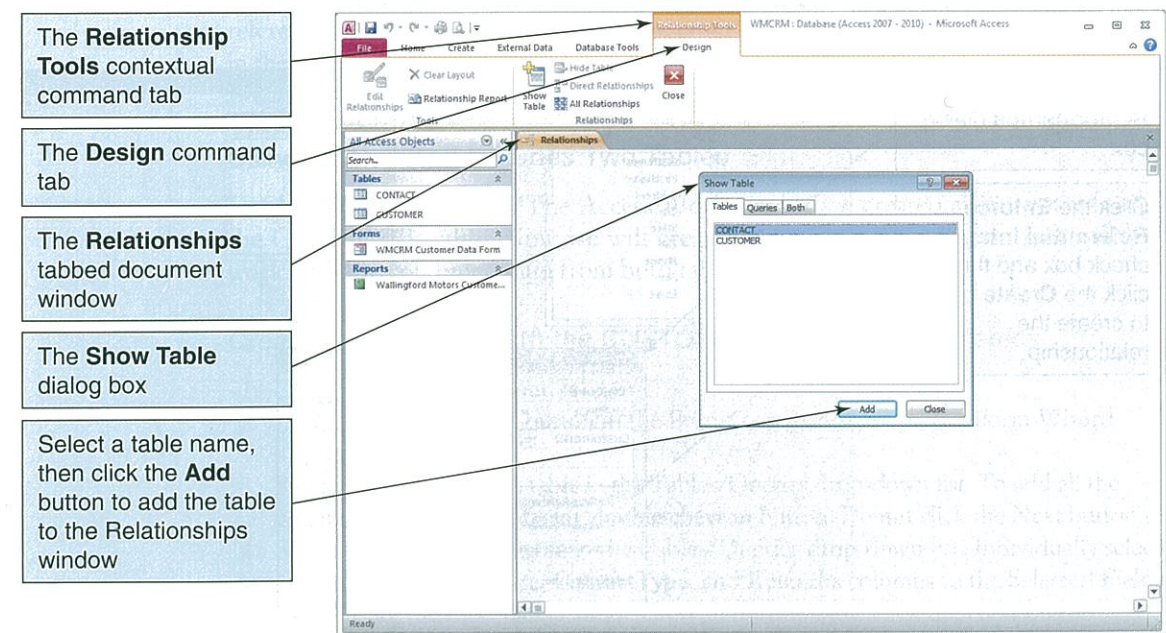 The Relationship
Tools contextual
command tab
The Design command
tab
The Relationships
tabbed document
window
The Show Table
dialog box
Select a table name,
then click the Add
button to add the table
to the Relationships
window
Relationship Tools
WMCRM : Database (Access 2007 - 2010) - Microsoft Access
File Home Create External Data Database Tools Design
Edit
Relationships
Clear Layout
Relationship Report
Tools
Show
Table
Hide Table
Direct Relationships
All Relationships
Relationships
Close
All Access Objects
Search...
Tables
CONTACT
CUSTOMER
Forms
WMCRM Customer Data Form
Reports
Wallingford Motors Custome...
Relationships
Show Table
Tables Queries Both
CONTACT
CUSTOMER
Add Close
Ready